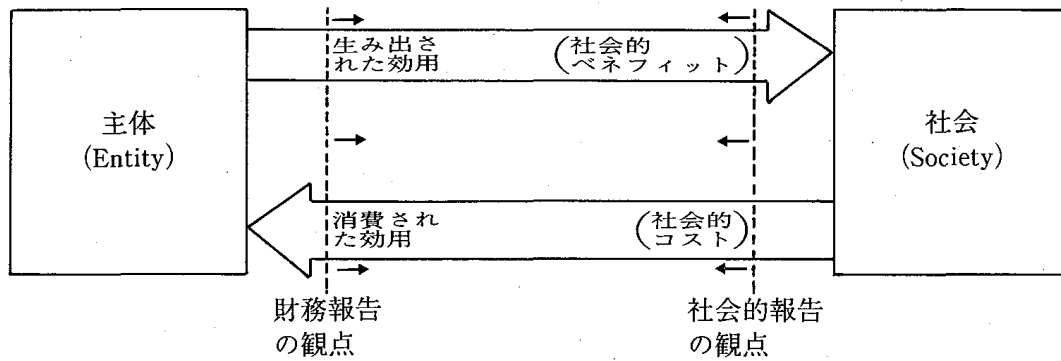 主体
(Entity)
生み出さ
れた効用
(社会的
ベネフィット)
社会
(Society)
消費され
た効用
(社会的
コスト)
財務報告
の観点
社会的報告
の観点